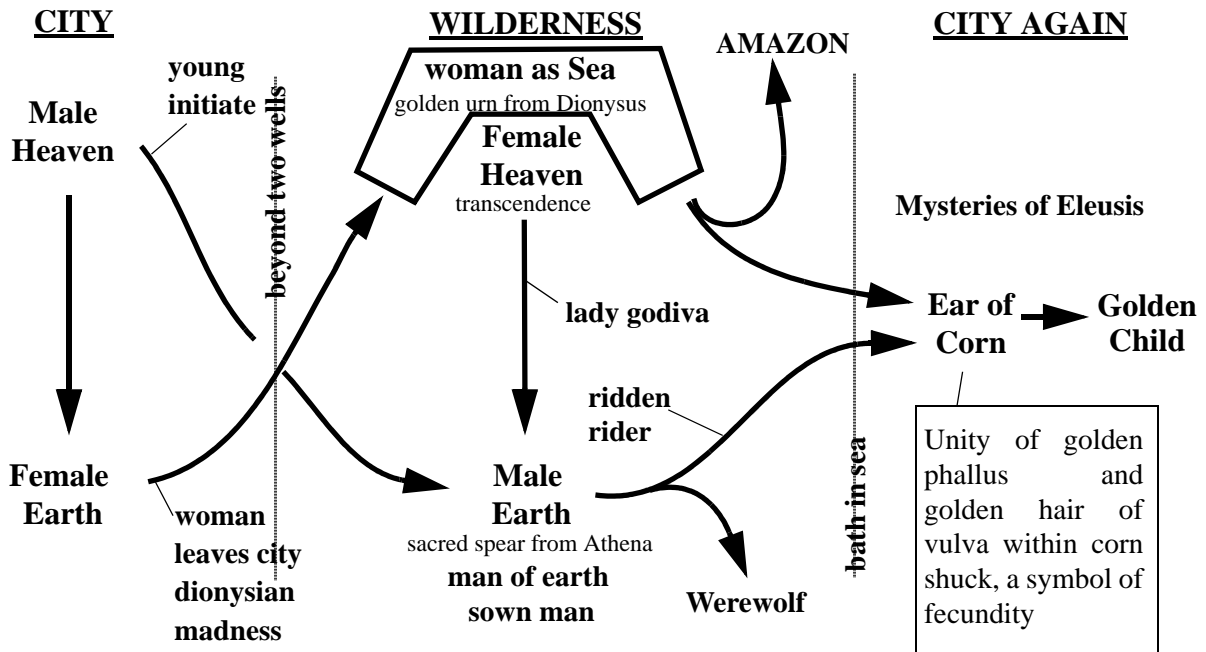 CITY
WILDERNESS
CITY AGAIN
young
initiate
Male
Heaven
beyond two wells
woman as Sea
golden urn from Dionysus
Female
Heaven
transcendence
AMAZON
Mysteries of Eleusis
lady godiva
Ear of
Corn
Golden
Child
ridden
rider
Female
Earth
woman
leaves city
dionysian
madness
Male
Earth
sacred spear from Athena
man of earth
sown man
Werewolf
bath in sea
Unity of golden
phallus and
golden hair of
vulva within corn
shuck, a symbol of
fecundity